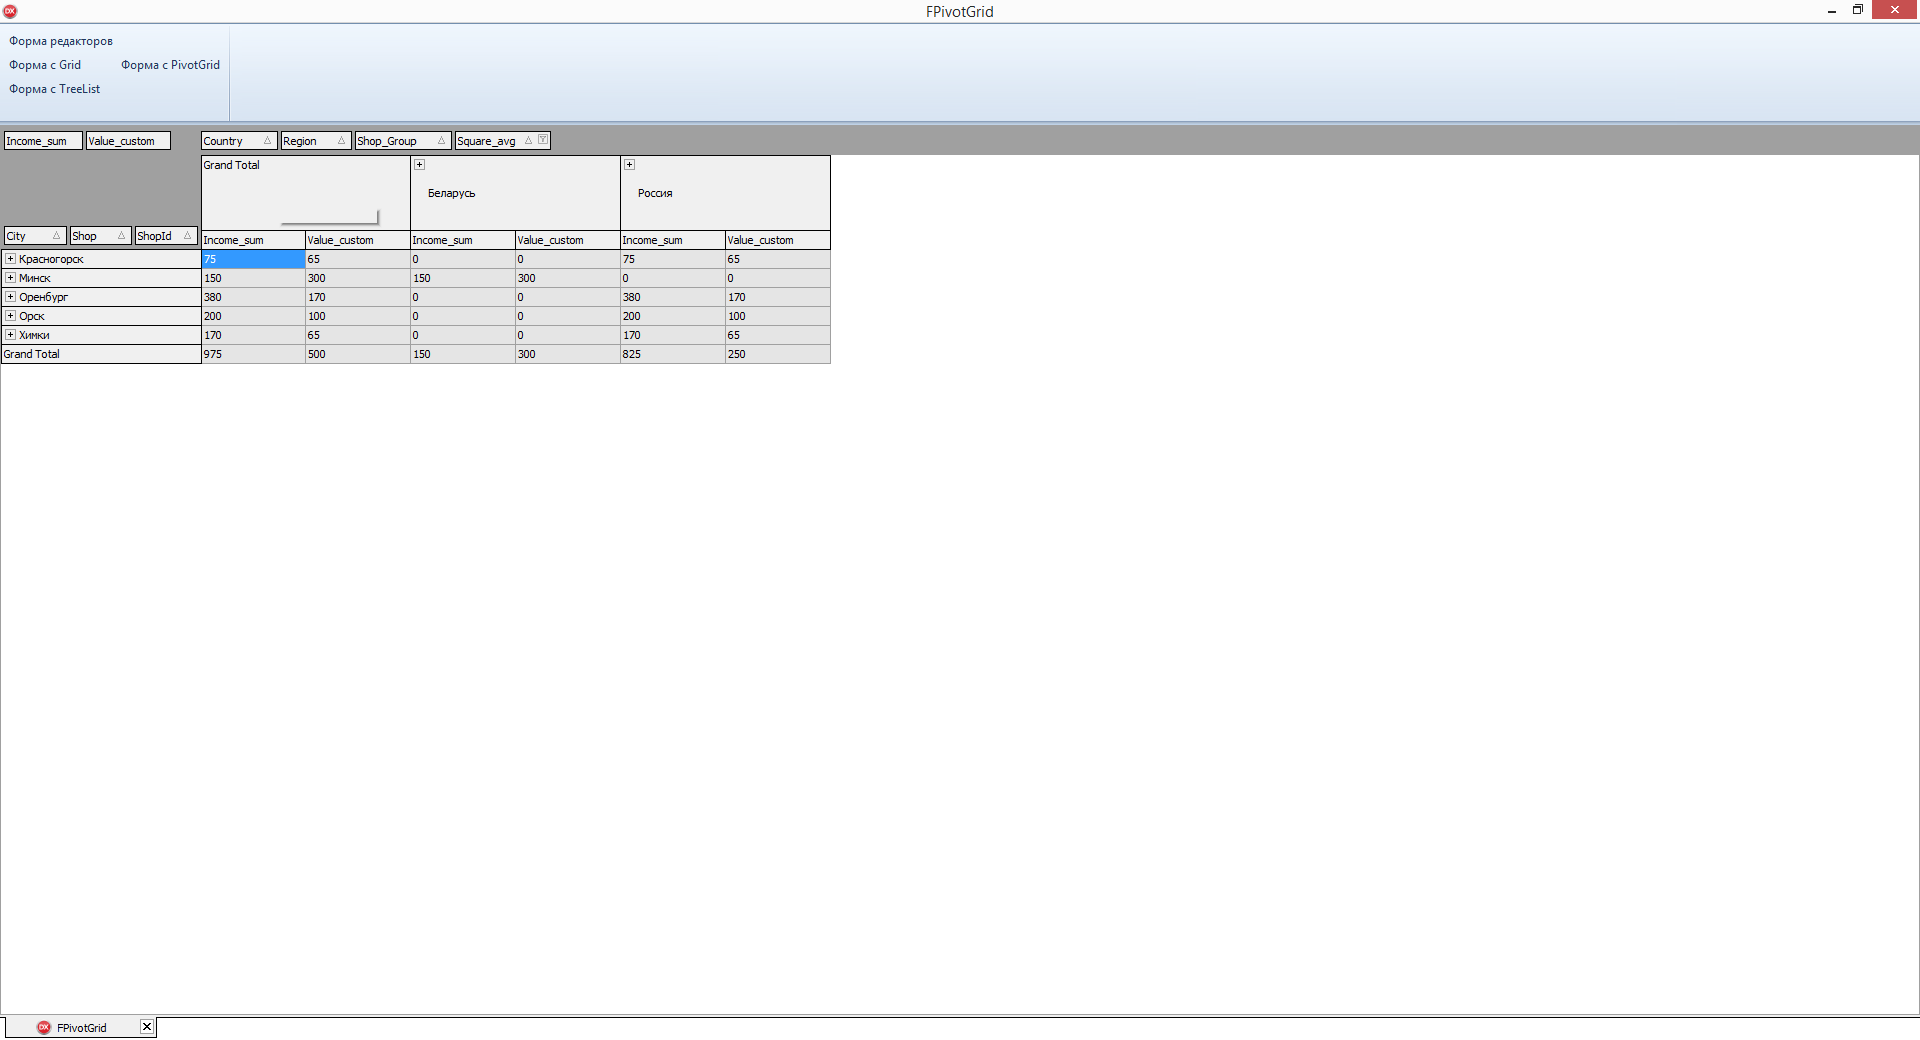 FPivotGrid
Форма редакторов
Форма с Grid Форма с PivotGrid
Форма с TreeList
Income_sum Value_custom Country Region Shop_Group Square_avg
Grand Total
Беларусь Россия
City Shop ShopId
Income_sum Value_custom Income_sum Value_custom Income_sum Value_custom
Красногорск 75 65 0 0 75 65
Минск 150 300 150 300 0 0
Оренбург 380 170 0 0 380 170
Орск 200 100 0 0 200 100
Химки 170 65 0 0 170 65
Grand Total 975 500 150 300 825 250
DX FPivotGrid